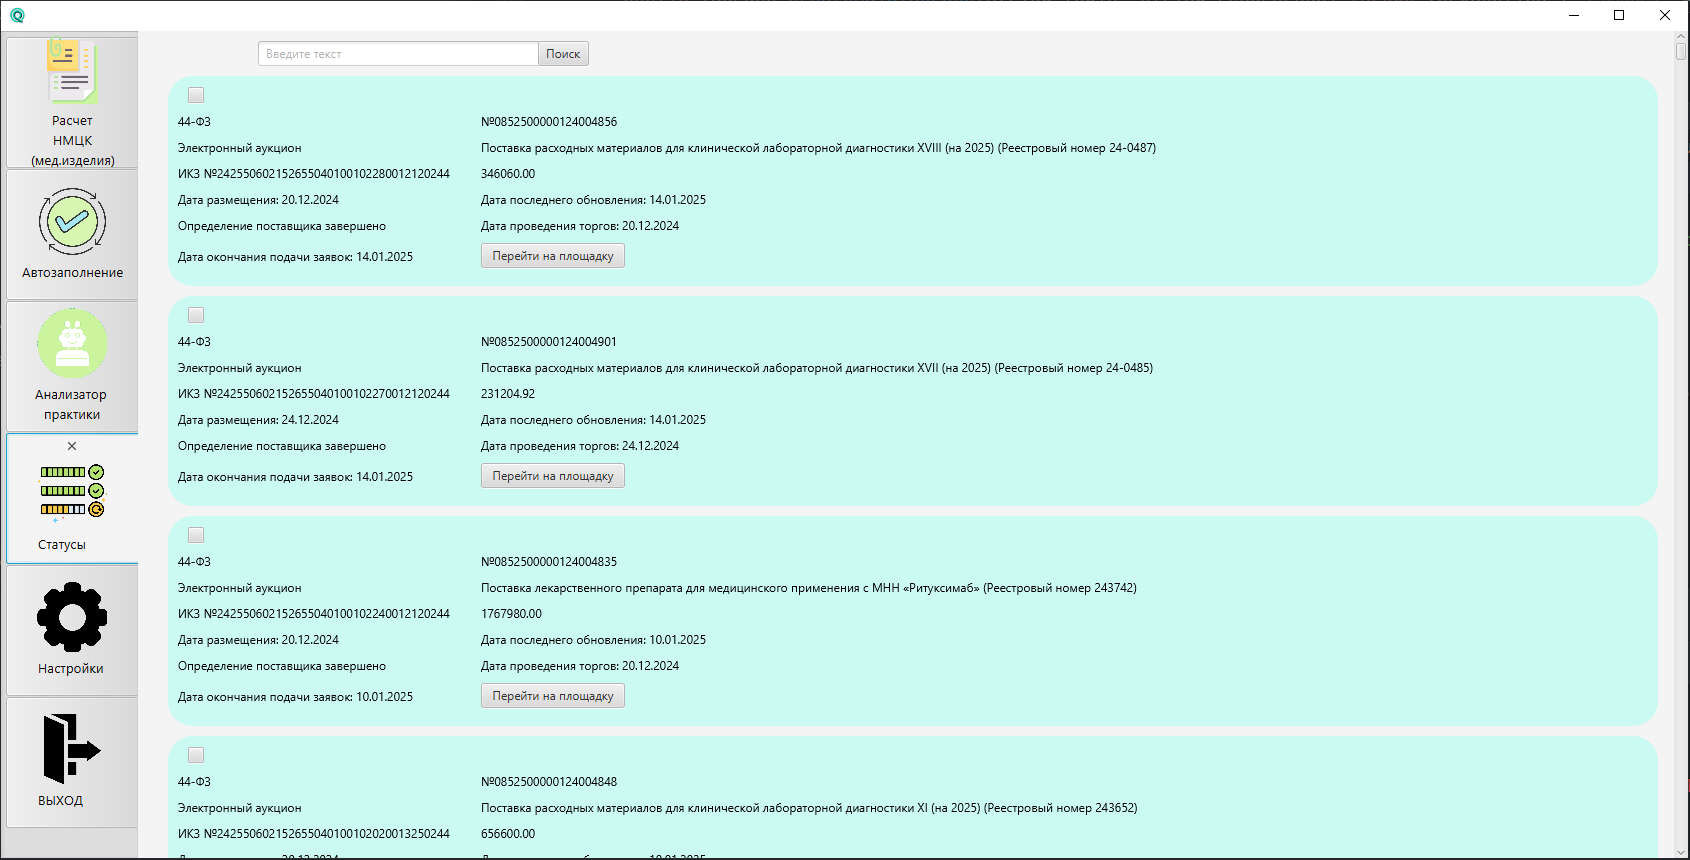 Введите текст
Поиск
Расчет
НМЦК
(мед.изделия)
Автозаполнение
Анализатор
практики
Статусы
Настройки
ВЫХОД
44-ФЗ
№0852500000124004856
Электронный аукцион
Поставка расходных материалов для клинической лабораторной диагностики XVIII (на 2025) (Реестровый номер 24-0487)
ИКЗ №242550602152655040100102280012120244
346060.00
Дата размещения: 20.12.2024
Дата последнего обновления: 14.01.2025
Определение поставщика завершено
Дата проведения торгов: 20.12.2024
Дата окончания подачи заявок: 14.01.2025
Перейти на площадку
44-ФЗ
№0852500000124004901
Электронный аукцион
Поставка расходных материалов для клинической лабораторной диагностики XVII (на 2025) (Реестровый номер 24-0485)
ИКЗ №242550602152655040100102270012120244
231204.92
Дата размещения: 24.12.2024
Дата последнего обновления: 14.01.2025
Определение поставщика завершено
Дата проведения торгов: 24.12.2024
Дата окончания подачи заявок: 14.01.2025
Перейти на площадку
44-ФЗ
№0852500000124004835
Электронный аукцион
Поставка лекарственного препарата для медицинского применения с МНН «Ритуксимаб» (Реестровый номер 243742)
ИКЗ №242550602152655040100102240012120244
1767980.00
Дата размещения: 20.12.2024
Дата последнего обновления: 10.01.2025
Определение поставщика завершено
Дата проведения торгов: 20.12.2024
Дата окончания подачи заявок: 10.01.2025
Перейти на площадку
44-ФЗ
№0852500000124004848
Электронный аукцион
Поставка расходных материалов для клинической лабораторной диагностики XI (на 2025) (Реестровый номер 243652)
ИКЗ №242550602152655040100102020013250244
656600.00